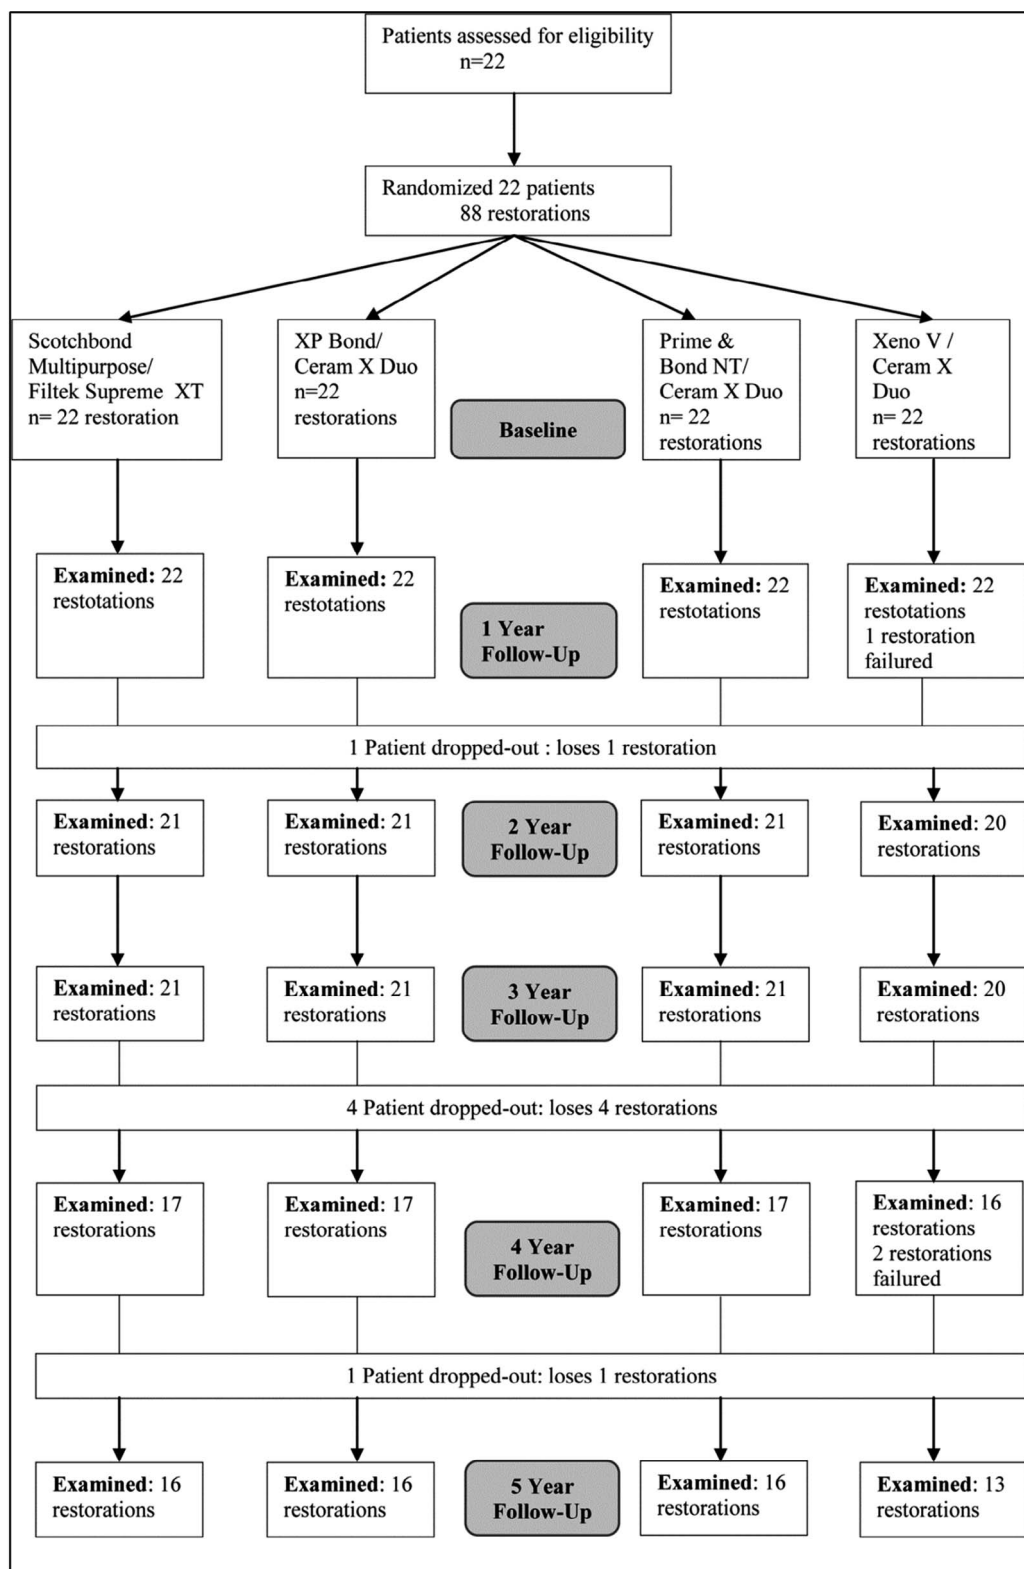 Patients assessed for eligibility
n=22
Randomized 22 patients
88 restorations
Scotchbond
Multipurpose/
Filtek Supreme XT
n= 22 restoration
XP Bond/
Ceram X Duo
n=22
restorations
Baseline
Prime &
Bond NT/
Ceram X Duo
n= 22
restorations
Xeno V /
Ceram X
Duo
n= 22
restorations
Examined: 22
restotations
Examined: 22
restotations
1 Year
Follow-Up
Examined: 22
restotations
Examined: 22
restotations
1 restoration
failured
1 Patient dropped-out : loses 1 restoration
Examined: 21
restorations
Examined: 21
restorations
2 Year
Follow-Up
Examined: 21
restorations
Examined: 20
restorations
Examined: 21
restorations
Examined: 21
restorations
3 Year
Follow-Up
Examined: 21
restorations
Examined: 20
restorations
4 Patient dropped-out: loses 4 restorations
Examined: 17
restorations
Examined: 17
restorations
4 Year
Follow-Up
Examined: 17
restorations
Examined: 16
restorations
2 restorations
failured
1 Patient dropped-out: loses 1 restorations
Examined: 16
restorations
Examined: 16
restorations
5 Year
Follow-Up
Examined: 16
restorations
Examined: 13
restorations